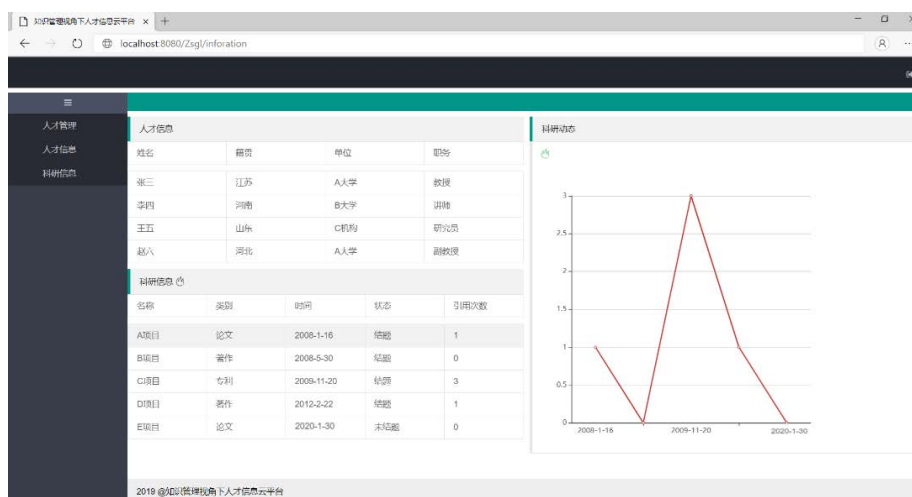 知识管理视角下人才信息云平台
localhost:8080/Zsgl/inforation
人才管理
人才信息
科研信息
人才信息
姓名 籍贯 单位 职务
张三 江苏 A大学 教授
李四 河南 B大学 讲师
王五 山东 C机构 研究员
赵六 河北 A大学 副教授
科研信息
名称 类别 时间 状态 引用次数
A项目 论文 2008-1-16 结题 1
B项目 著作 2008-5-30 结题 0
C项目 专利 2009-11-20 结题 3
D项目 著作 2012-2-22 结题 1
E项目 论文 2020-1-30 未结题 0
科研动态
3
2.5
2
1.5
1
0.5
0
2008-1-16 2009-11-20 2020-1-30
2019 @知识管理视角下人才信息云平台